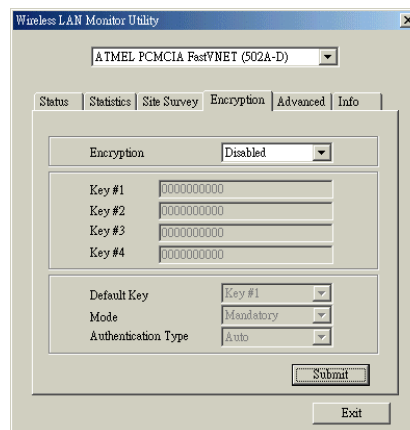 Wireless LAN Monitor Utility
ATMEL PCMCIA FastVNET (502A-D)
Status Statistics Site Survey Encryption Advanced Info
Encryption Disabled
Key #1 0000000000
Key #2 0000000000
Key #3 0000000000
Key #4 0000000000
Default Key Key #1
Mode Mandatory
Authentication Type Auto
Submit
Exit